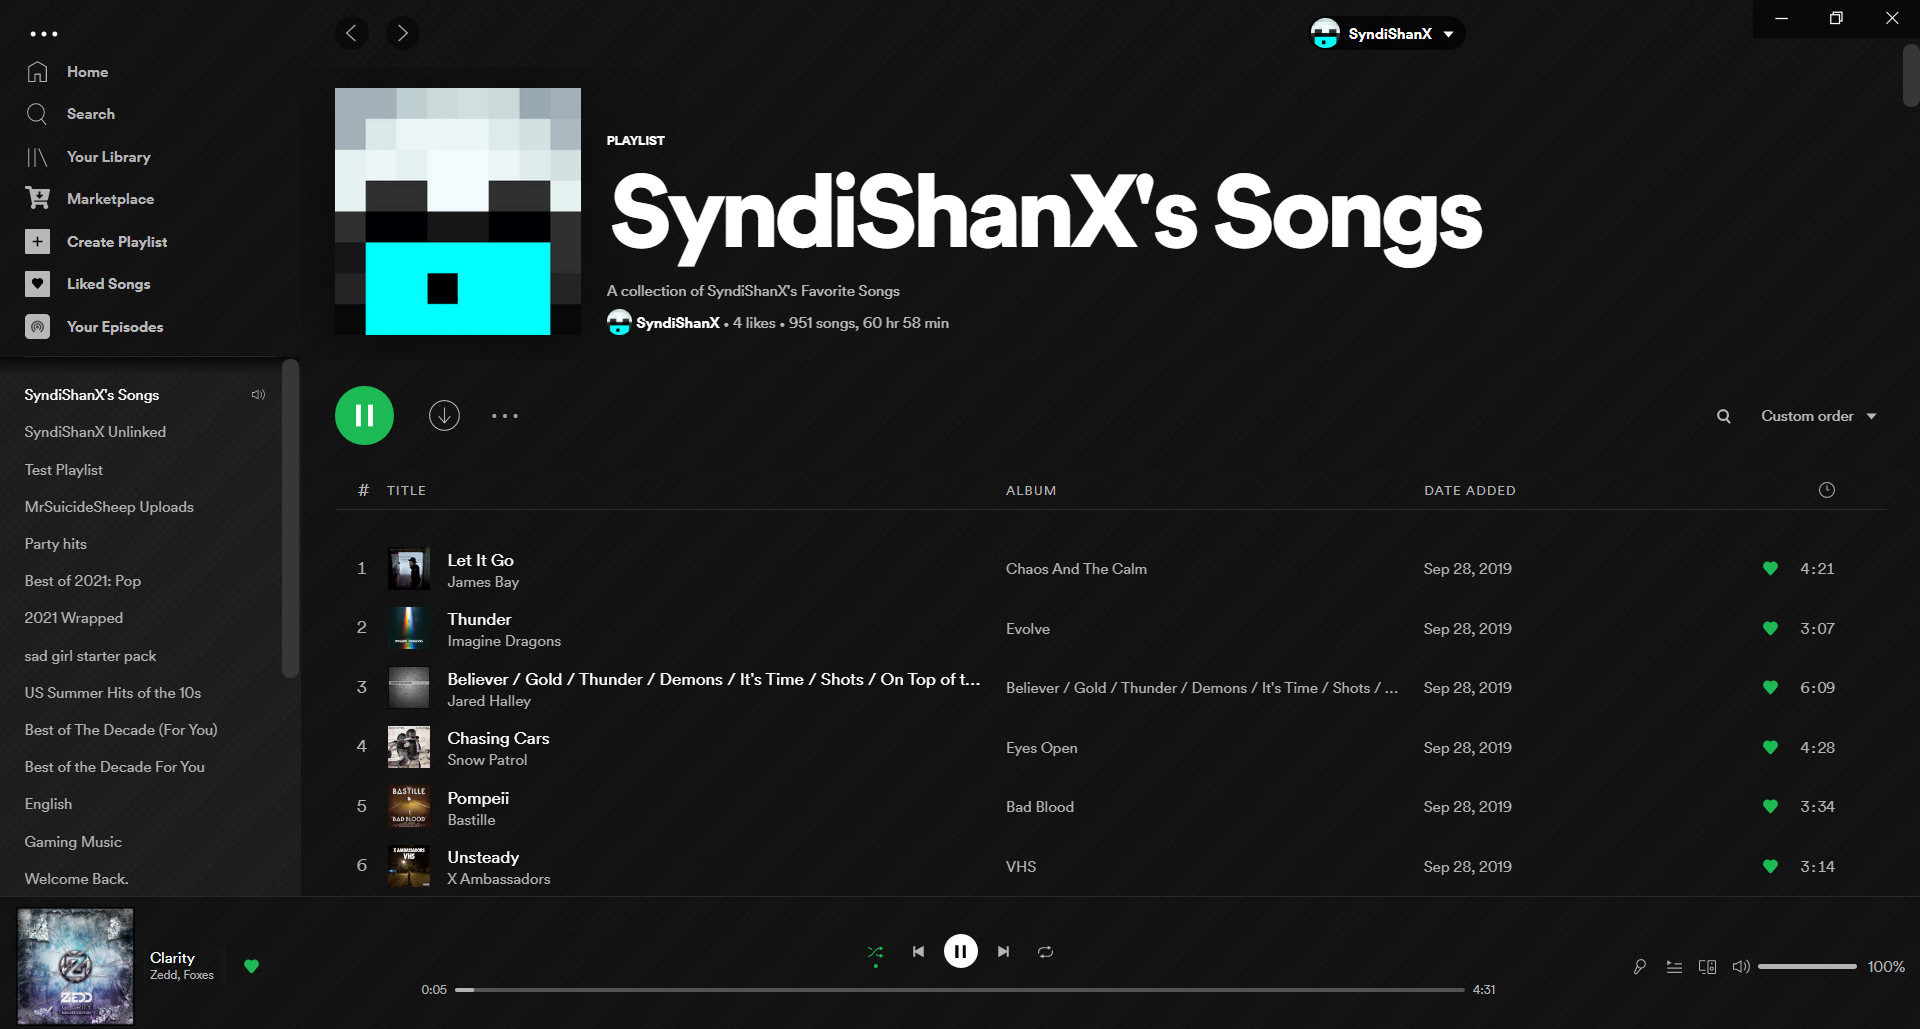 SyndiShanX
Home
Search
Your Library
Marketplace
Create Playlist
Liked Songs
Your Episodes
SyndiShanX's Songs
SyndiShanX Unlinked
Test Playlist
MrSuicideSheep Uploads
Party hits
Best of 2021: Pop
2021 Wrapped
sad girl starter pack
US Summer Hits of the 10s
Best of The Decade (For You)
Best of the Decade For You
English
Gaming Music
Welcome Back.
PLAYLIST
SyndiShanX's Songs
A collection of SyndiShanX's Favorite Songs
SyndiShanX • 4 likes • 951 songs, 60 hr 58 min
Custom order
# TITLE ALBUM DATE ADDED
1 Let It Go Chaos And The Calm Sep 28, 2019 4:21
James Bay
2 Thunder Evolve Sep 28, 2019 3:07
Imagine Dragons
3 Believer / Gold / Thunder / Demons / It's Time / Shots / On Top of t... Believer / Gold / Thunder / Demons / It's Time / Shots / ... Sep 28, 2019 6:09
Jared Halley
4 Chasing Cars Eyes Open Sep 28, 2019 4:28
Snow Patrol
BASTILLE
'BAD BLOOD'
5 Pompeii Bad Blood Sep 28, 2019 3:34
Bastille
X AMBASSADORS
VHS
6 Unsteady VHS Sep 28, 2019 3:14
X Ambassadors
ZEDD
CLARITY
Clarity
Zedd, Foxes
0:05 4:31
100%